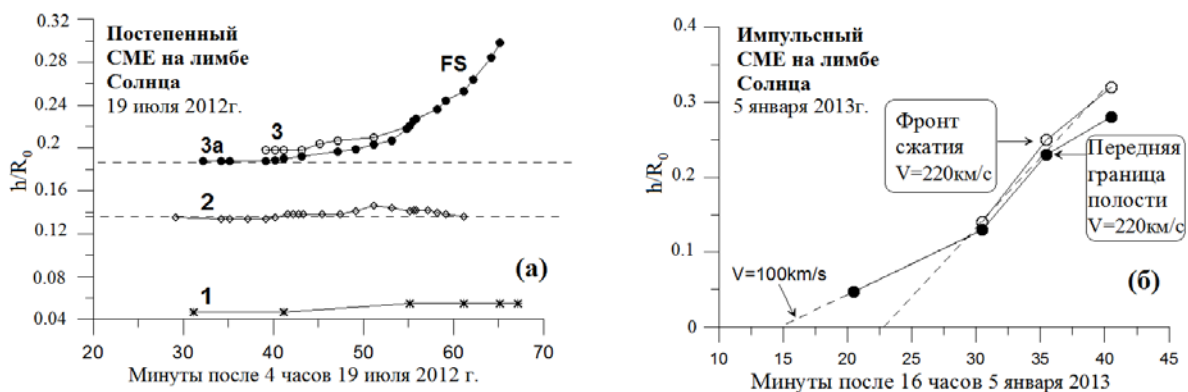 Постепенный
СМЕ на лимбе
Солнца
19 июля 2012г.
h/R₀
0.32
0.28
0.24
0.2
0.16
0.12
0.08
0.04
FS
3
3а
2
1
(а)
20 30 40 50 60 70
Минуты после 4 часов 19 июля 2012 г.
Импульсный
СМЕ на лимбе
Солнца
5 января 2013г.
h/R₀
0.4
0.3
0.2
0.1
0
Фронт
сжатия
V=220км/с
Передняя
граница
полости
V=220км/с
V=100km/s
(б)
10 15 20 25 30 35 40 45
Минуты после 16 часов 5 января 2013